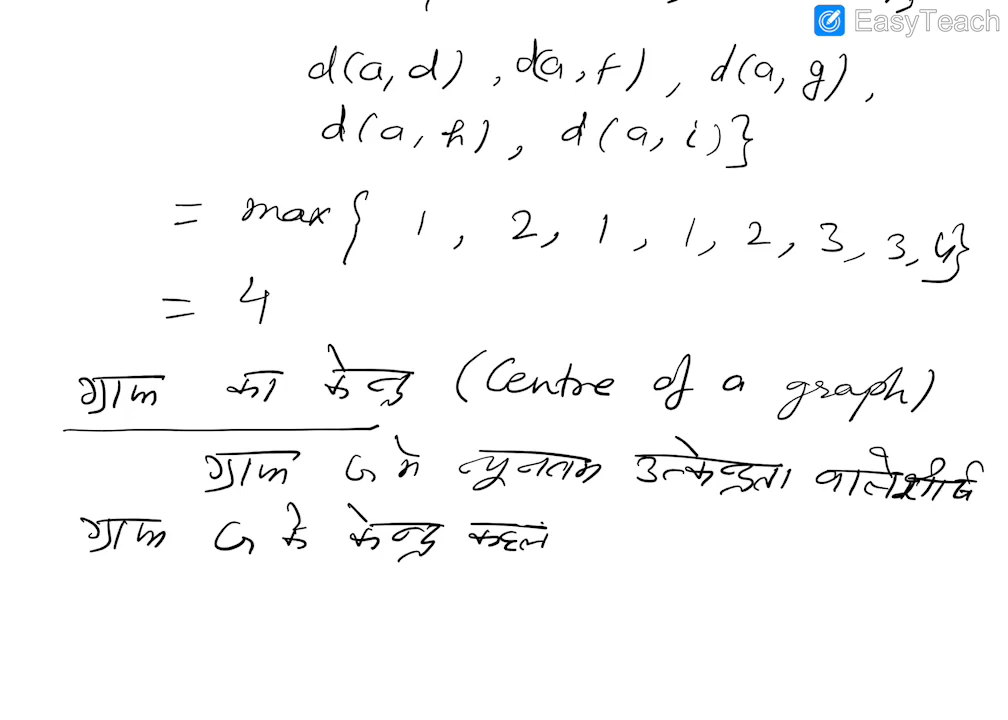 EasyTeach
d(a, d), d(a, f), d(a, g),
d(a, h), d(a, i)}
= max { 1, 2, 1, 1, 2, 3, 3, 4}
= 4
ग्राफ का केन्द्र (Centre of a graph)
ग्राफ G में न्यूनतम उत्केन्द्रता वाले शीर्ष
ग्राफ G के केन्द्र कहल